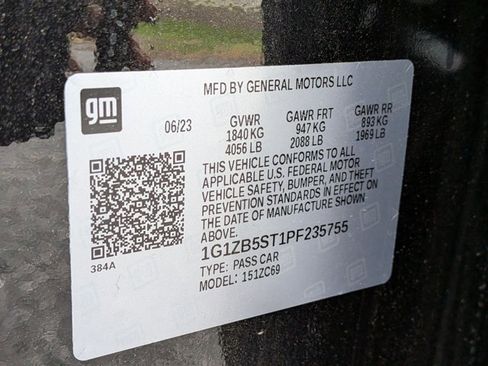 gm
MFD BY GENERAL MOTORS LLC
06/23 GVWR GAWR FRT GAWR RR
1840 KG 947 KG 893 KG
4056 LB 2088 LB 1969 LB
THIS VEHICLE CONFORMS TO ALL
APPLICABLE U.S. FEDERAL MOTOR
VEHICLE SAFETY, BUMPER, AND THEFT
PREVENTION STANDARDS IN EFFECT ON
THE DATE OF MANUFACTURE SHOWN
ABOVE.
1G1ZB5ST1PF235755
TYPE: PASS CAR
MODEL: 151ZC69
384A